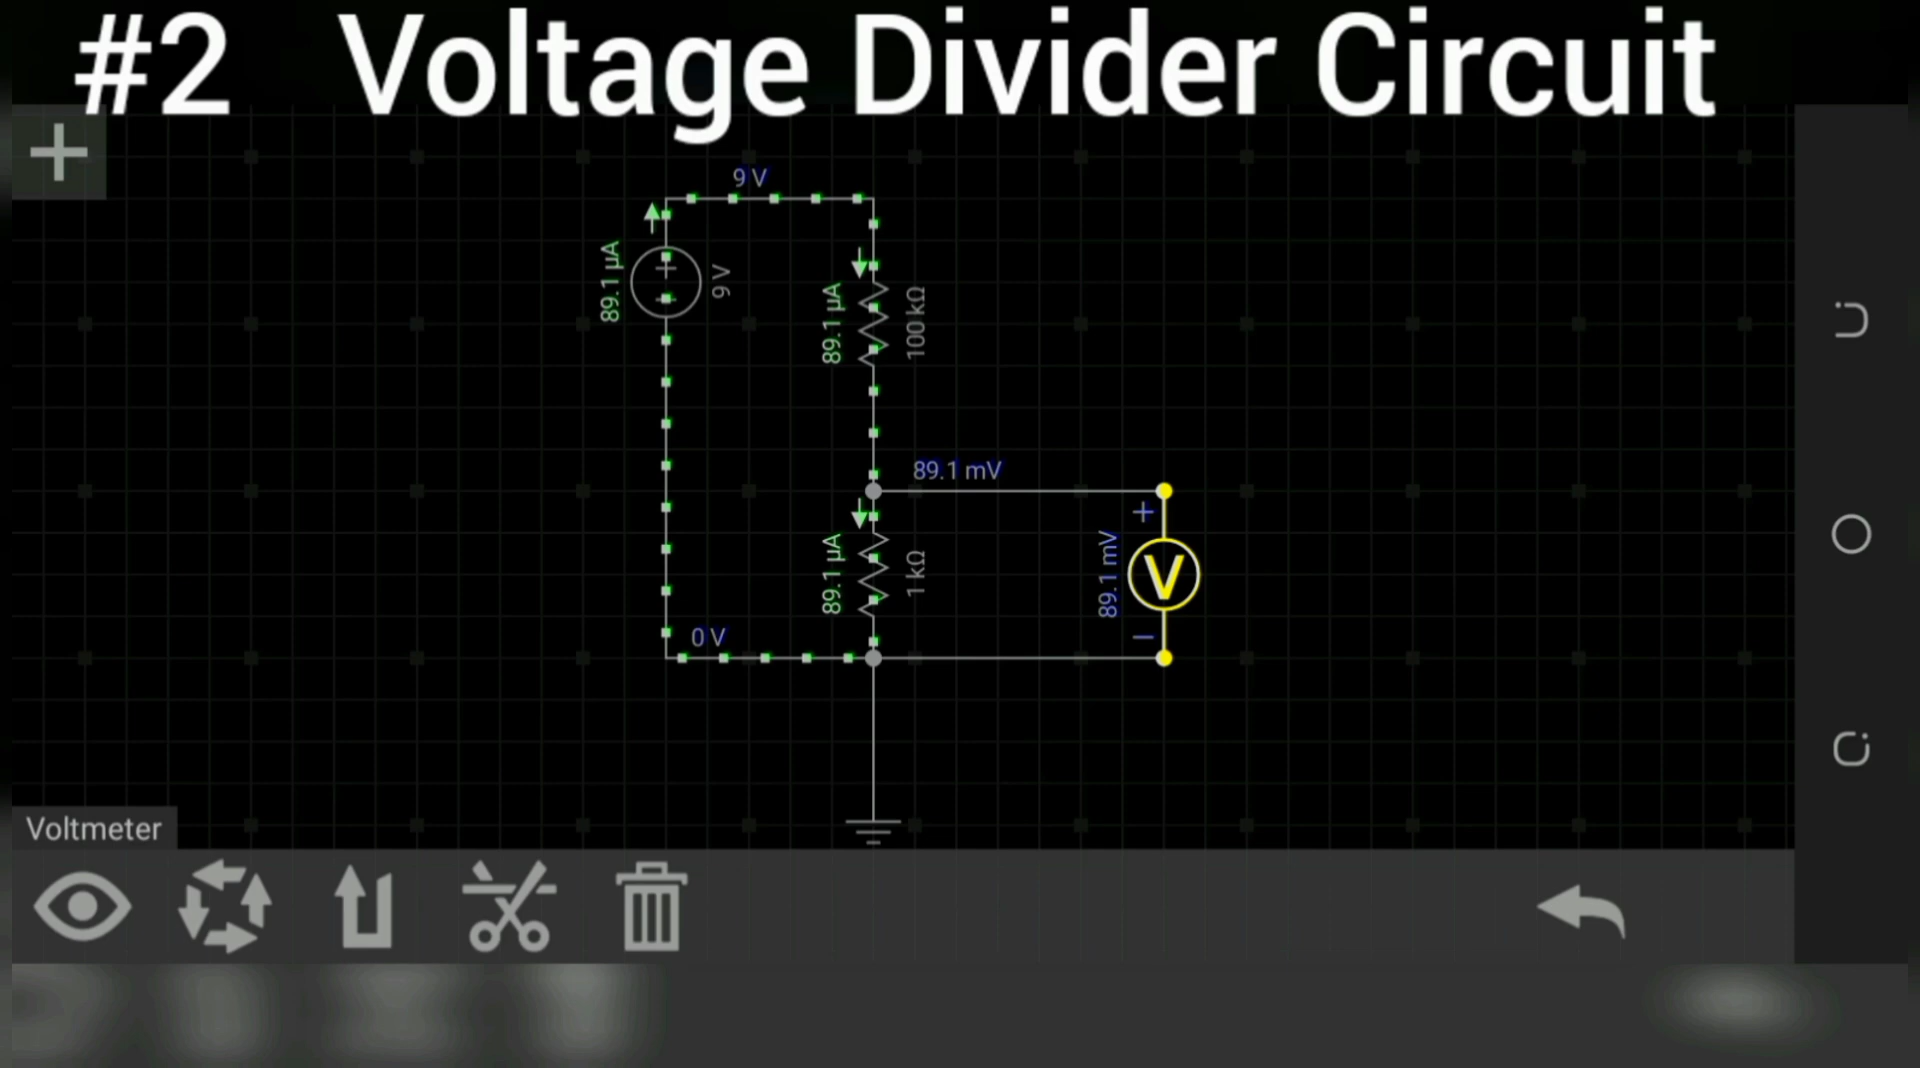 #2 Voltage Divider Circuit
9 V
89.1 µA
9 V
89.1 µA
100 kΩ
89.1 mV
89.1 µA
1 kΩ
89.1 mV
+
V
−
0 V
Voltmeter